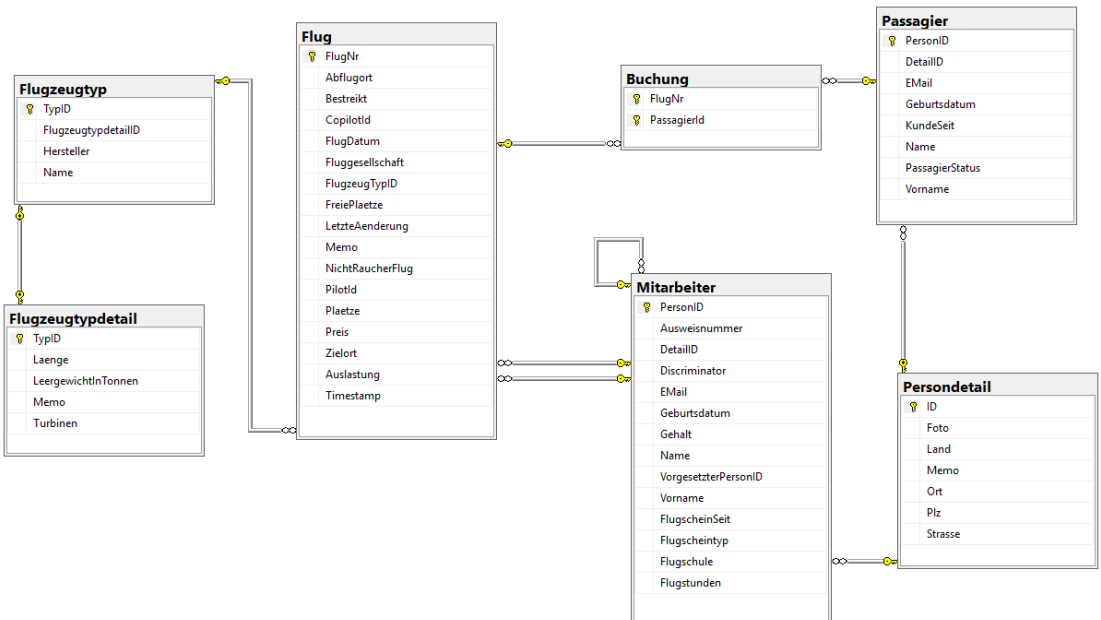 Flugzeugtyp
TypID
FlugzeugtypdetailID
Hersteller
Name
Flugzeugtypdetail
TypID
Laenge
LeergewichtInTonnen
Memo
Turbinen
Flug
FlugNr
Abflugort
Bestreikt
CopilotId
FlugDatum
Fluggesellschaft
FlugzeugTypID
FreiePlaetze
LetzteAenderung
Memo
NichtRaucherFlug
PilotId
Plaetze
Preis
Zielort
Auslastung
Timestamp
Buchung
FlugNr
PassagierId
Mitarbeiter
PersonID
Ausweisnummer
DetailID
Discriminator
EMail
Geburtsdatum
Gehalt
Name
VorgesetzterPersonID
Vorname
FlugscheinSeit
Flugscheintyp
Flugschule
Flugstunden
Passagier
PersonID
DetailID
EMail
Geburtsdatum
KundeSeit
Name
PassagierStatus
Vorname
Persondetail
ID
Foto
Land
Memo
Ort
Plz
Strasse